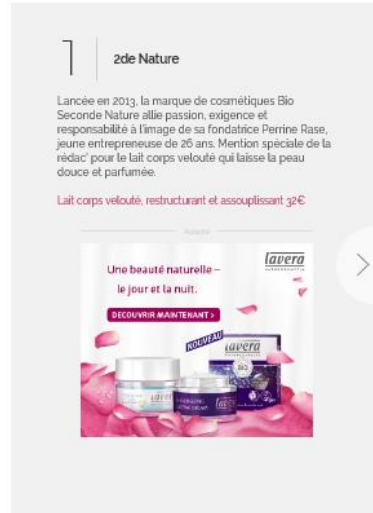 1
2de Nature
Lancée en 2013, la marque de cosmétiques Bio
Seconde Nature allie passion, exigence et
responsabilité à l'image de sa fondatrice Perrine Rase,
jeune entrepreneuse de 26 ans. Mention spéciale de la
rédac' pour le lait corps velouté qui laisse la peau
douce et parfumée.
Lait corps velouté, restructurant et assouplissant 32€
lavera
Une beauté naturelle –
le jour et la nuit.
DECOUVRIR MAINTENANT >
NOUVEAU
lavera
BIO